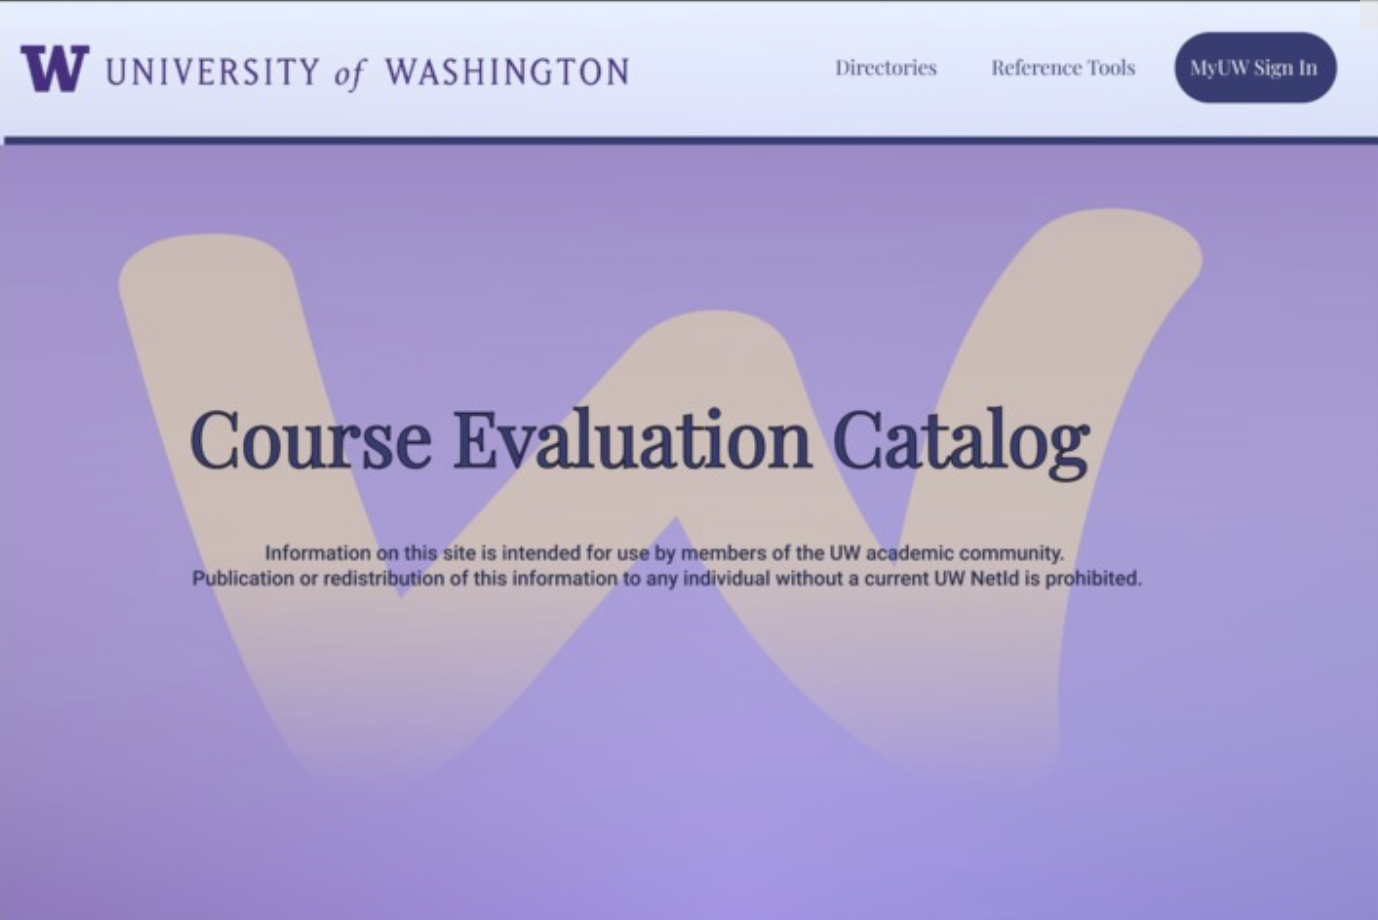 W UNIVERSITY of WASHINGTON
Directories
Reference Tools
MyUW Sign In
Course Evaluation Catalog
Information on this site is intended for use by members of the UW academic community.
Publication or redistribution of this information to any individual without a current UW NetId is prohibited.